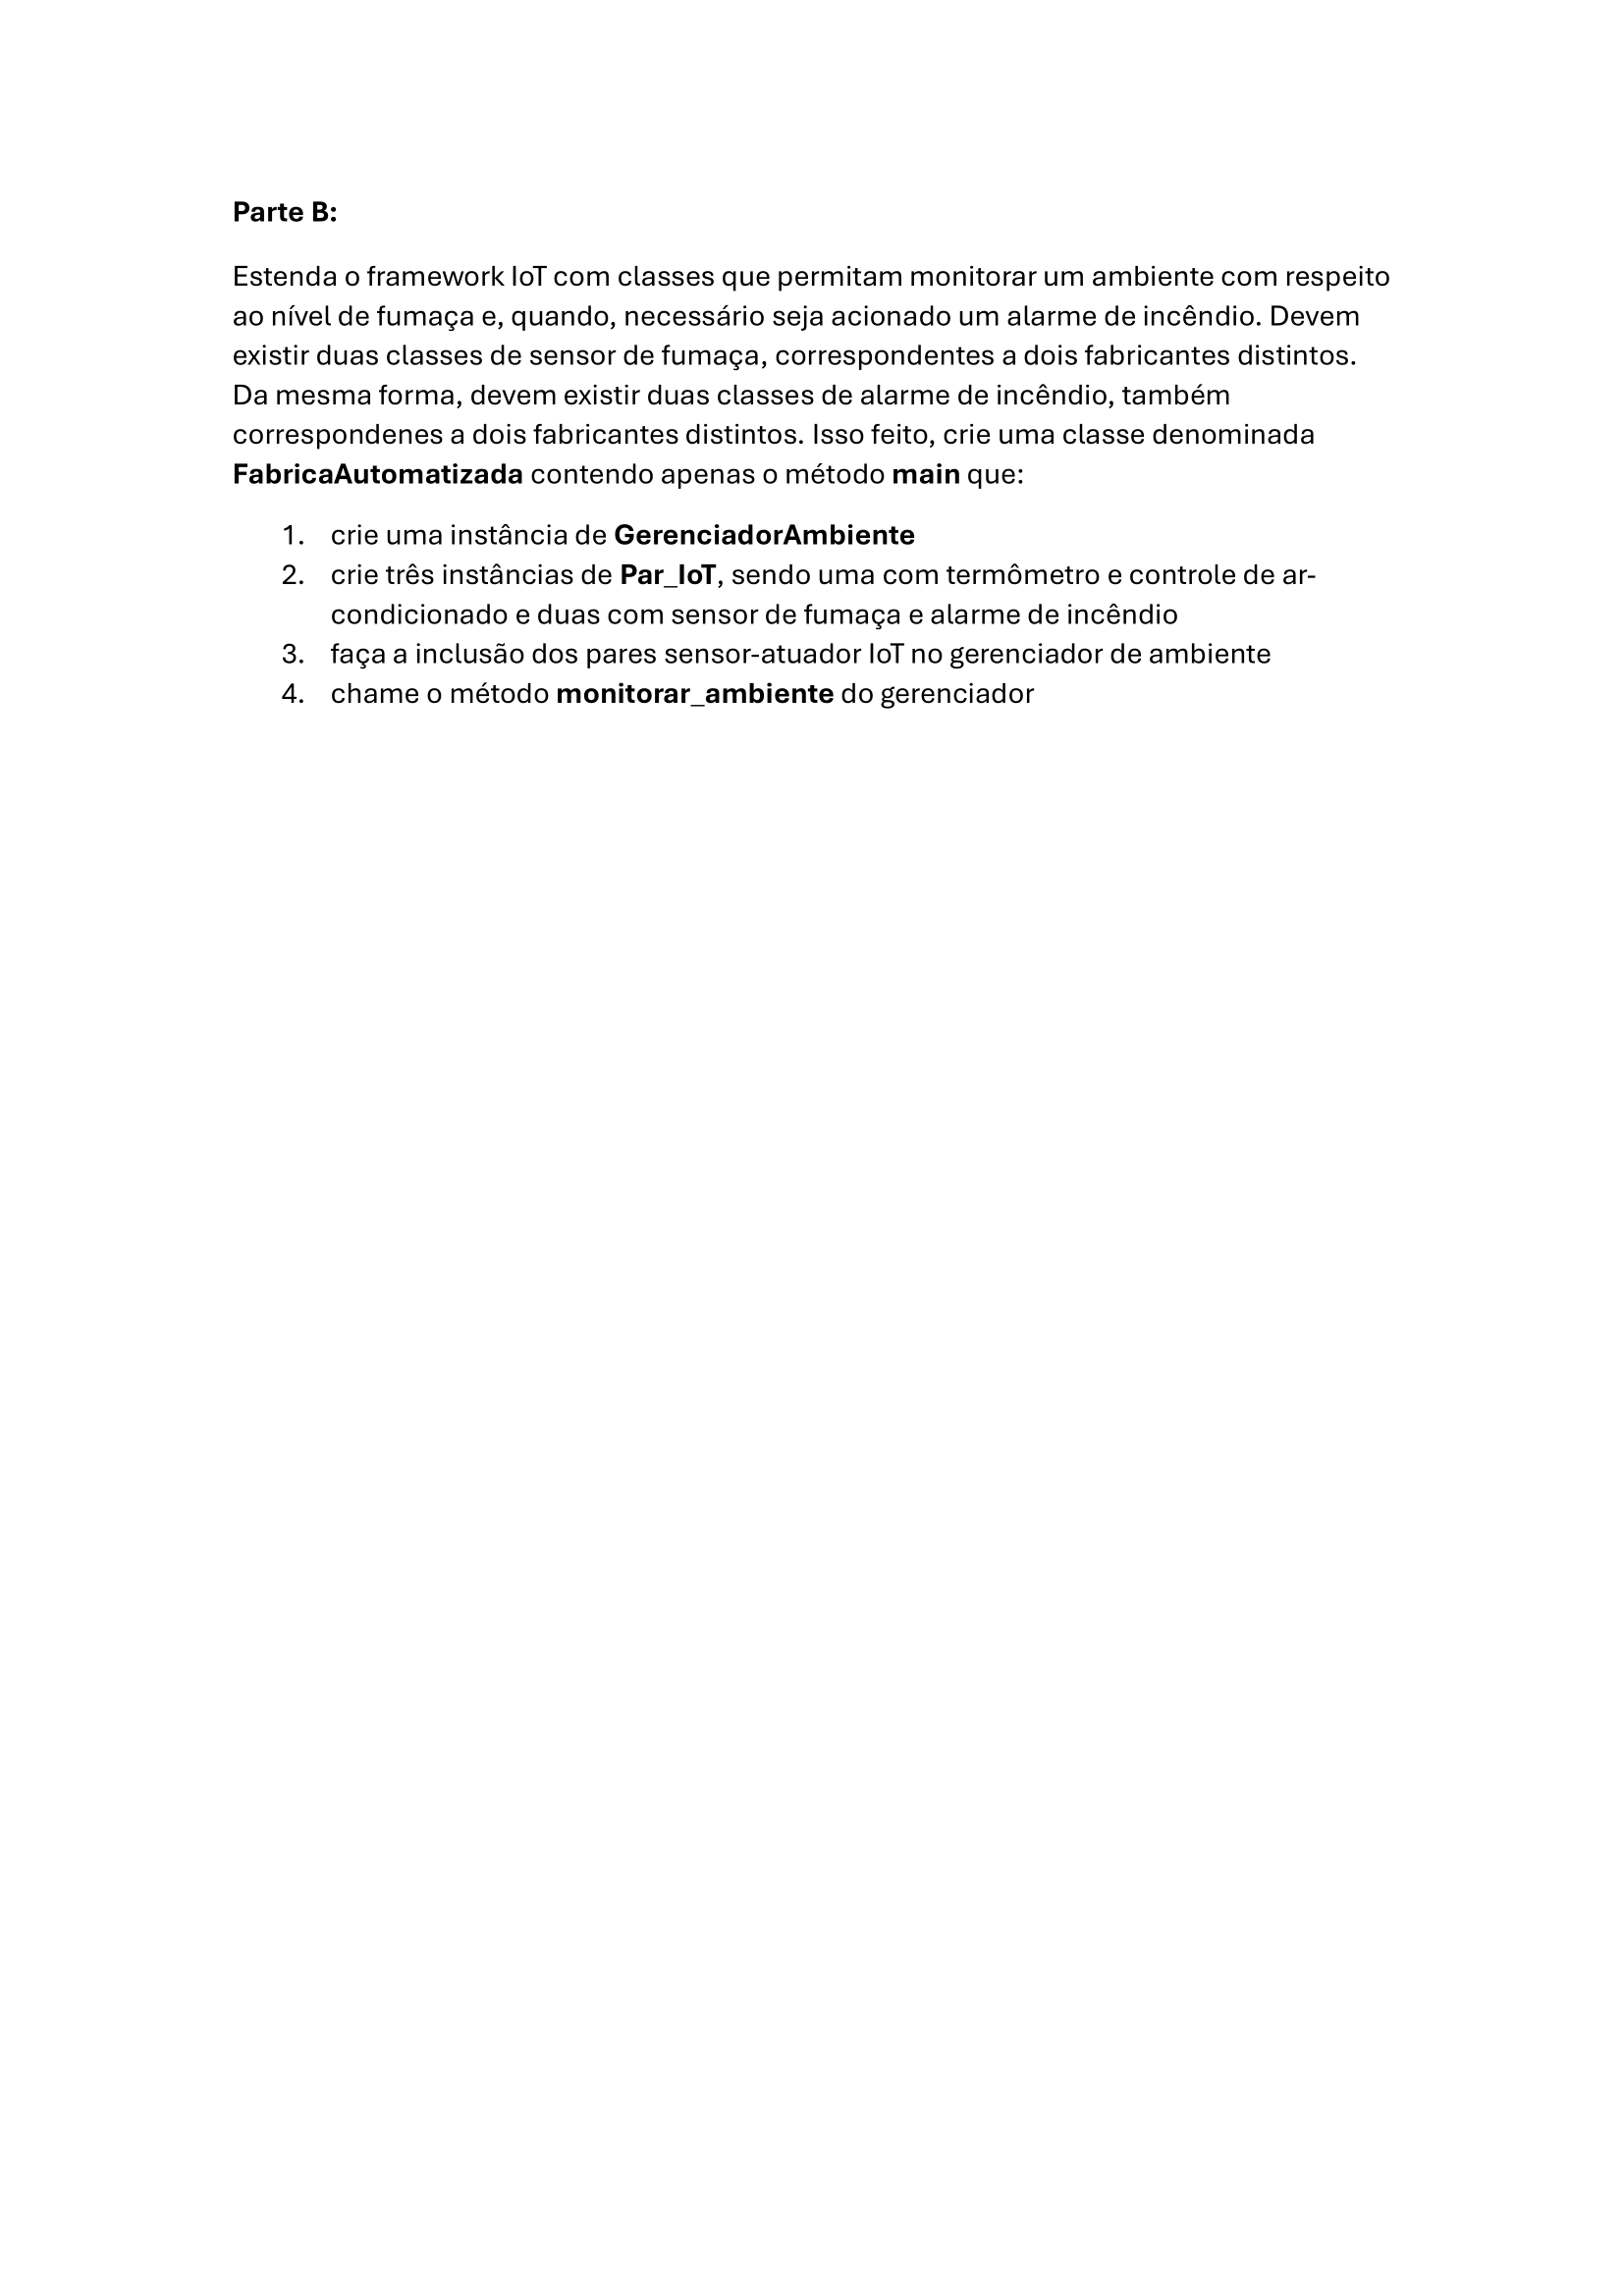 Parte B:
Estenda o framework IoT com classes que permitam monitorar um ambiente com respeito
ao nível de fumaça e, quando, necessário seja acionado um alarme de incêndio. Devem
existir duas classes de sensor de fumaça, correspondentes a dois fabricantes distintos.
Da mesma forma, devem existir duas classes de alarme de incêndio, também
correspondenes a dois fabricantes distintos. Isso feito, crie uma classe denominada
FabricaAutomatizada contendo apenas o método main que:
1. crie uma instância de GerenciadorAmbiente
2. crie três instâncias de Par_IoT, sendo uma com termômetro e controle de ar-
condicionado e duas com sensor de fumaça e alarme de incêndio
3. faça a inclusão dos pares sensor-atuador IoT no gerenciador de ambiente
4. chame o método monitorar_ambiente do gerenciador